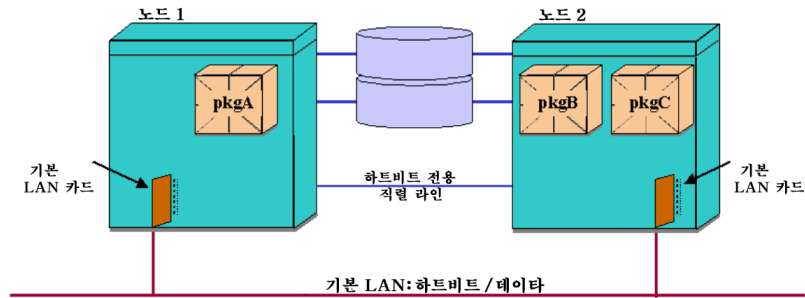 노드 1
노드 2
pkgA
pkgB
pkgC
기본
LAN 카드
하트비트 전용
직렬 라인
기본
LAN 카드
기본 LAN: 하트비트 / 데이타